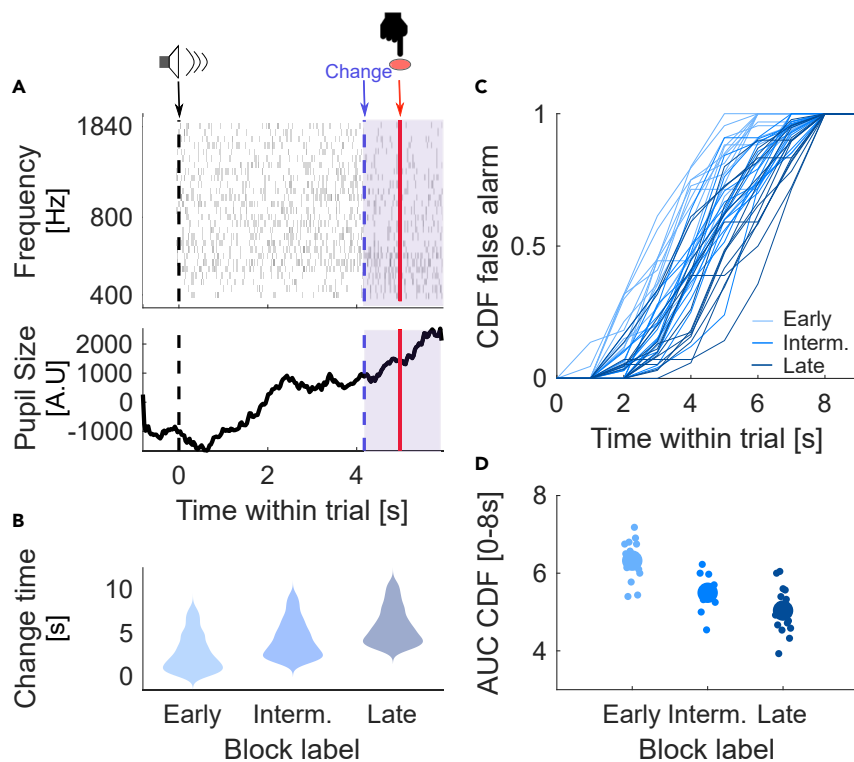 A
Change
1840
800
400
Frequency
[Hz]
2000
1000
0
-1000
Pupil Size
[A.U]
0
2
4
Time within trial [s]
B
10
5
0
Change time
[s]
Early
Interm.
Late
Block label
C
1
0.5
0
CDF false alarm
Early
Interm.
Late
0
2
4
6
8
Time within trial [s]
D
8
6
4
AUC CDF [0-8s]
Early
Interm.
Late
Block label